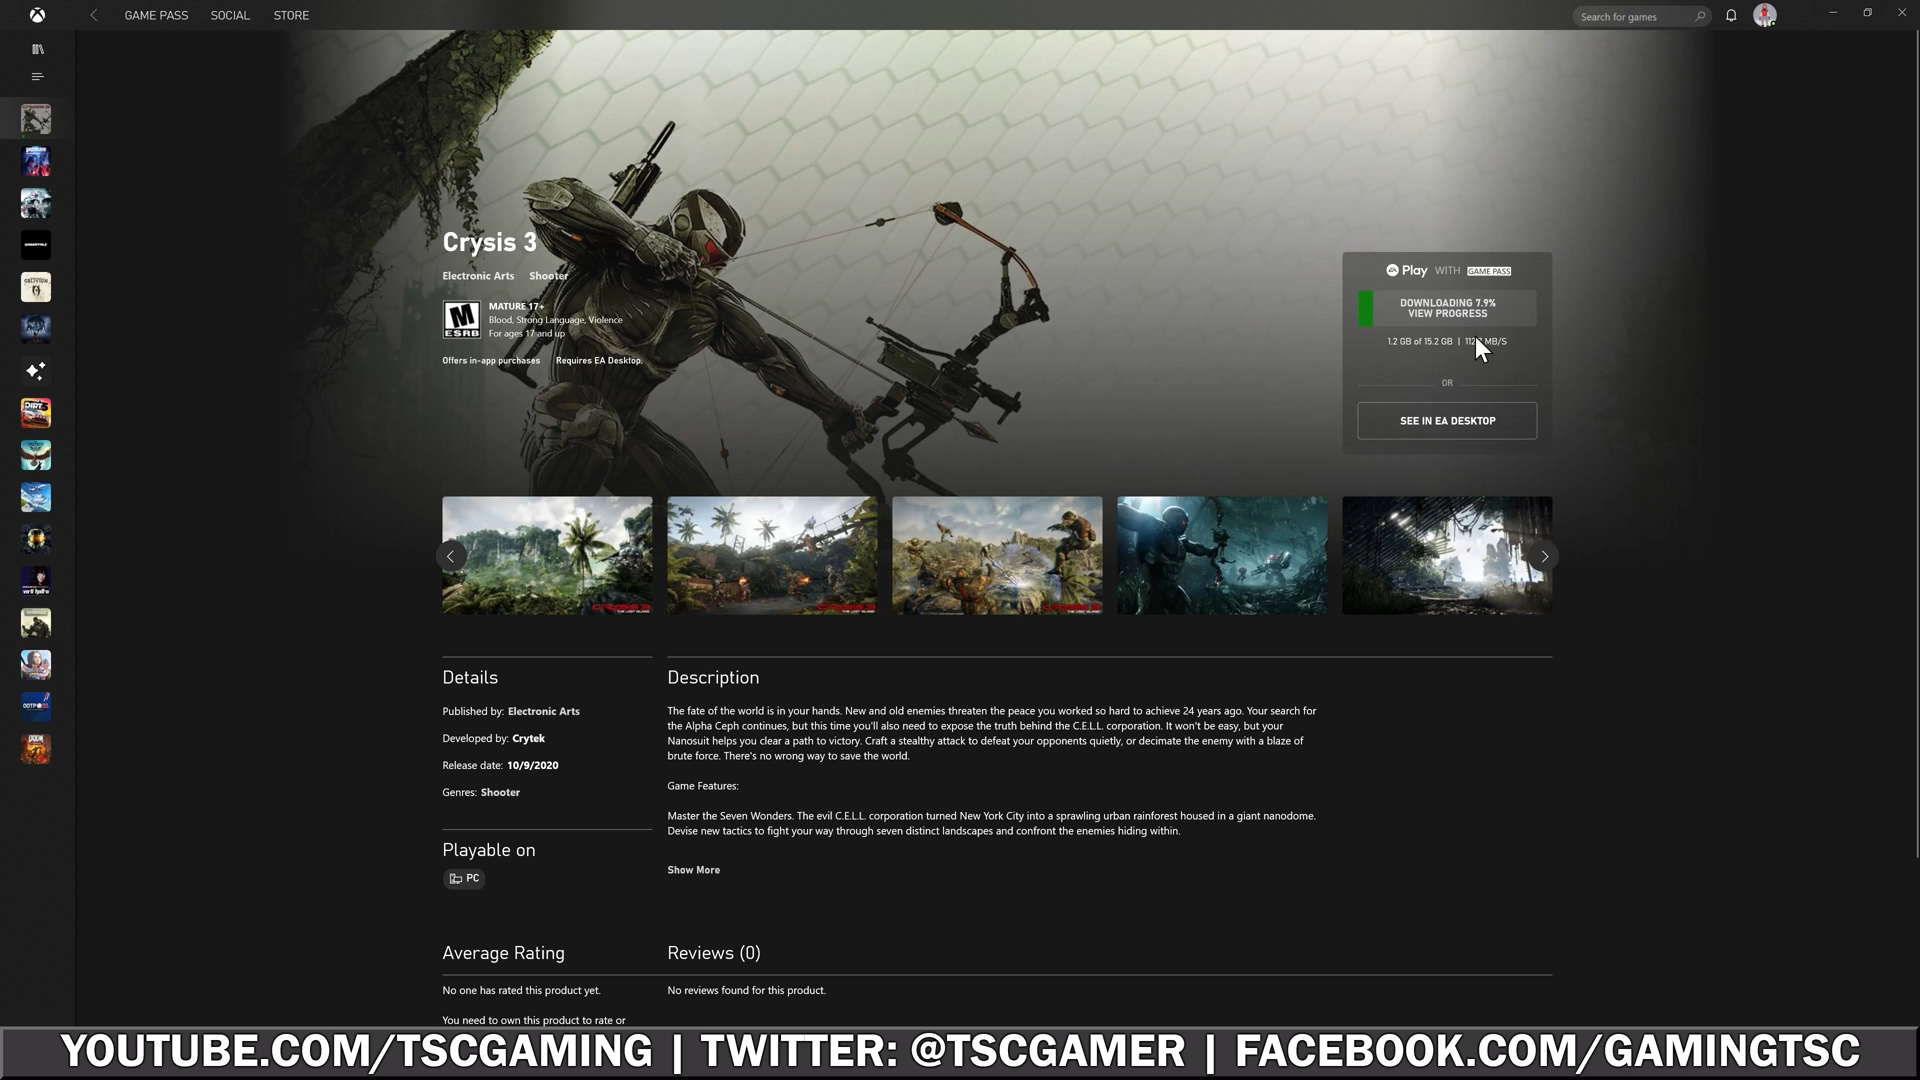 GAME PASS SOCIAL STORE
Search for games
Crysis 3
Electronic Arts Shooter
M
ESRB
MATURE 17+
Blood, Strong Language, Violence
For ages 17 and up
Offers in-app purchases Requires EA Desktop.
EA Play WITH GAME PASS
DOWNLOADING 7.9%
VIEW PROGRESS
1.2 GB of 15.2 GB | MB/S
OR
SEE IN EA DESKTOP
Details
Published by: Electronic Arts
Developed by: Crytek
Release date: 10/9/2020
Genres: Shooter
Playable on
PC
Description
The fate of the world is in your hands. New and old enemies threaten the peace you worked so hard to achieve 24 years ago. Your search for
the Alpha Ceph continues, but this time you'll also need to expose the truth behind the C.E.L.L. corporation. It won't be easy, but your
Nanosuit helps you clear a path to victory. Craft a stealthy attack to defeat your opponents quietly, or decimate the enemy with a blaze of
brute force. There's no wrong way to save the world.
Game Features:
Master the Seven Wonders. The evil C.E.L.L. corporation turned New York City into a sprawling urban rainforest housed in a giant nanodome.
Devise new tactics to fight your way through seven distinct landscapes and confront the enemies hiding within.
Show More
Average Rating
No one has rated this product yet.
You need to own this product to rate or
Reviews (0)
No reviews found for this product.
YOUTUBE.COM/TSCGAMING | TWITTER: @TSCGAMER | FACEBOOK.COM/GAMINGTSC